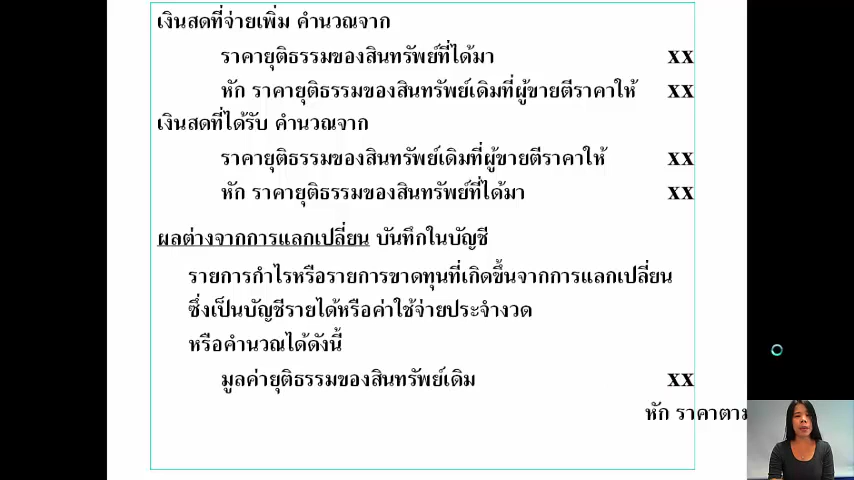 เงินสดที่จ่ายเพิ่ม คำนวณจาก
ราคายุติธรรมของสินทรัพย์ที่ได้มา XX
หัก ราคายุติธรรมของสินทรัพย์เดิมที่ผู้ขายตีราคาให้ XX
เงินสดที่ได้รับ คำนวณจาก
ราคายุติธรรมของสินทรัพย์เดิมที่ผู้ขายตีราคาให้ XX
หัก ราคายุติธรรมของสินทรัพย์ที่ได้มา XX
ผลต่างจากการแลกเปลี่ยน บันทึกในบัญชี
รายการกำไรหรือรายการขาดทุนที่เกิดขึ้นจากการแลกเปลี่ยน
ซึ่งเป็นบัญชีรายได้หรือค่าใช้จ่ายประจำงวด
หรือคำนวณได้ดังนี้
มูลค่ายุติธรรมของสินทรัพย์เดิม XX
หัก ราคาตาม